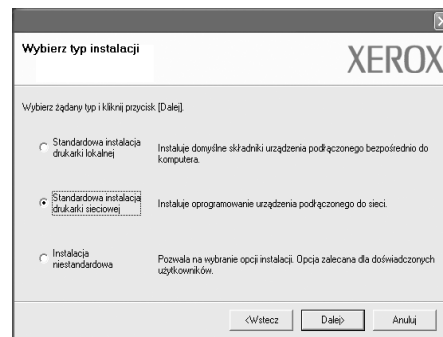 Wybierz typ instalacji
XEROX
Wybierz żądany typ i kliknij przycisk [Dalej].
Standardowa instalacja
drukarki lokalnej
Instaluje domyślne składniki urządzenia podłączonego bezpośrednio do
komputera.
Standardowa instalacja
drukarki sieciowej
Instaluje oprogramowanie urządzenia podłączonego do sieci.
Instalacja
niestandardowa
Pozwala na wybranie opcji instalacji. Opcja zalecana dla doświadczonych
użytkowników.
<Wstecz
Dalej>
Anuluj